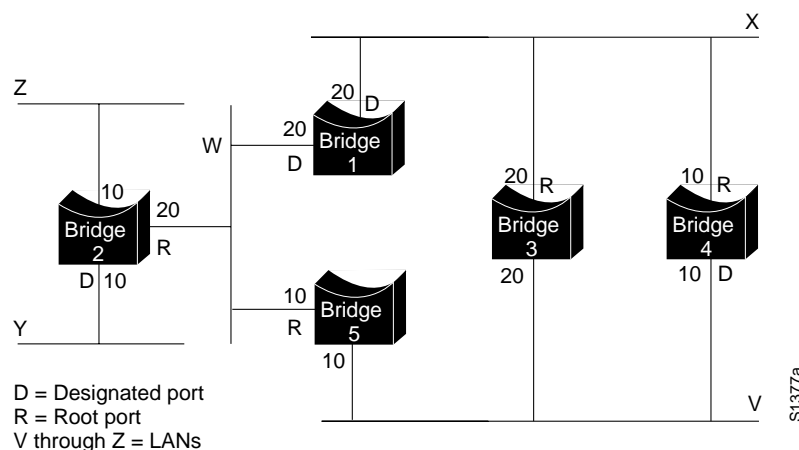 X
Z
20
D
20
W
Bridge
1
D
10
20
R
10
R
20
Bridge
2
R
Bridge
3
Bridge
4
D 10
20
10 D
10
Bridge
5
R
Y
10
D = Designated port
R = Root port
V through Z = LANs
V
S1377a